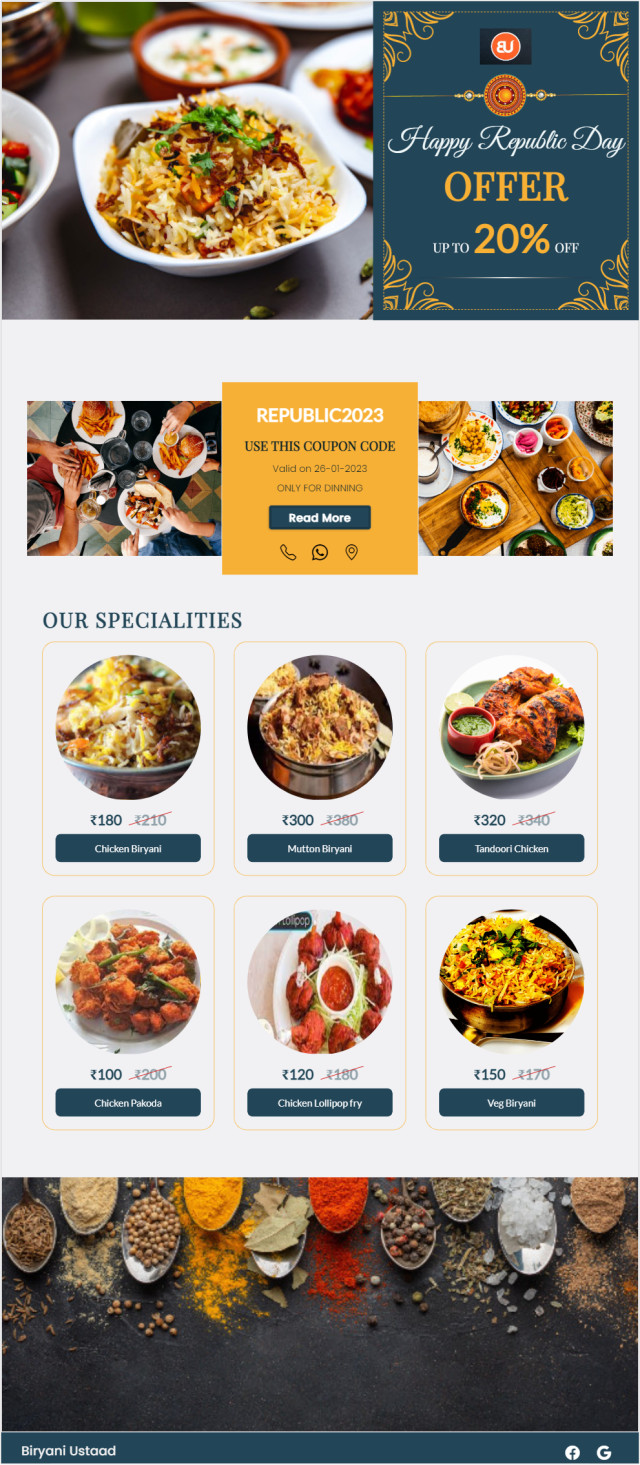 BU
Happy Republic Day
OFFER
UP TO 20% OFF
REPUBLIC2023
USE THIS COUPON CODE
Valid on 26-01-2023
ONLY FOR DINNING
Read More
OUR SPECIALITIES
₹180 ₹210
Chicken Biryani
₹300 ₹380
Mutton Biryani
₹320 ₹340
Tandoori Chicken
lollipop
₹100 ₹200
Chicken Pakoda
₹120 ₹180
Chicken Lollipop fry
₹150 ₹170
Veg Biryani
Biryani Ustaad